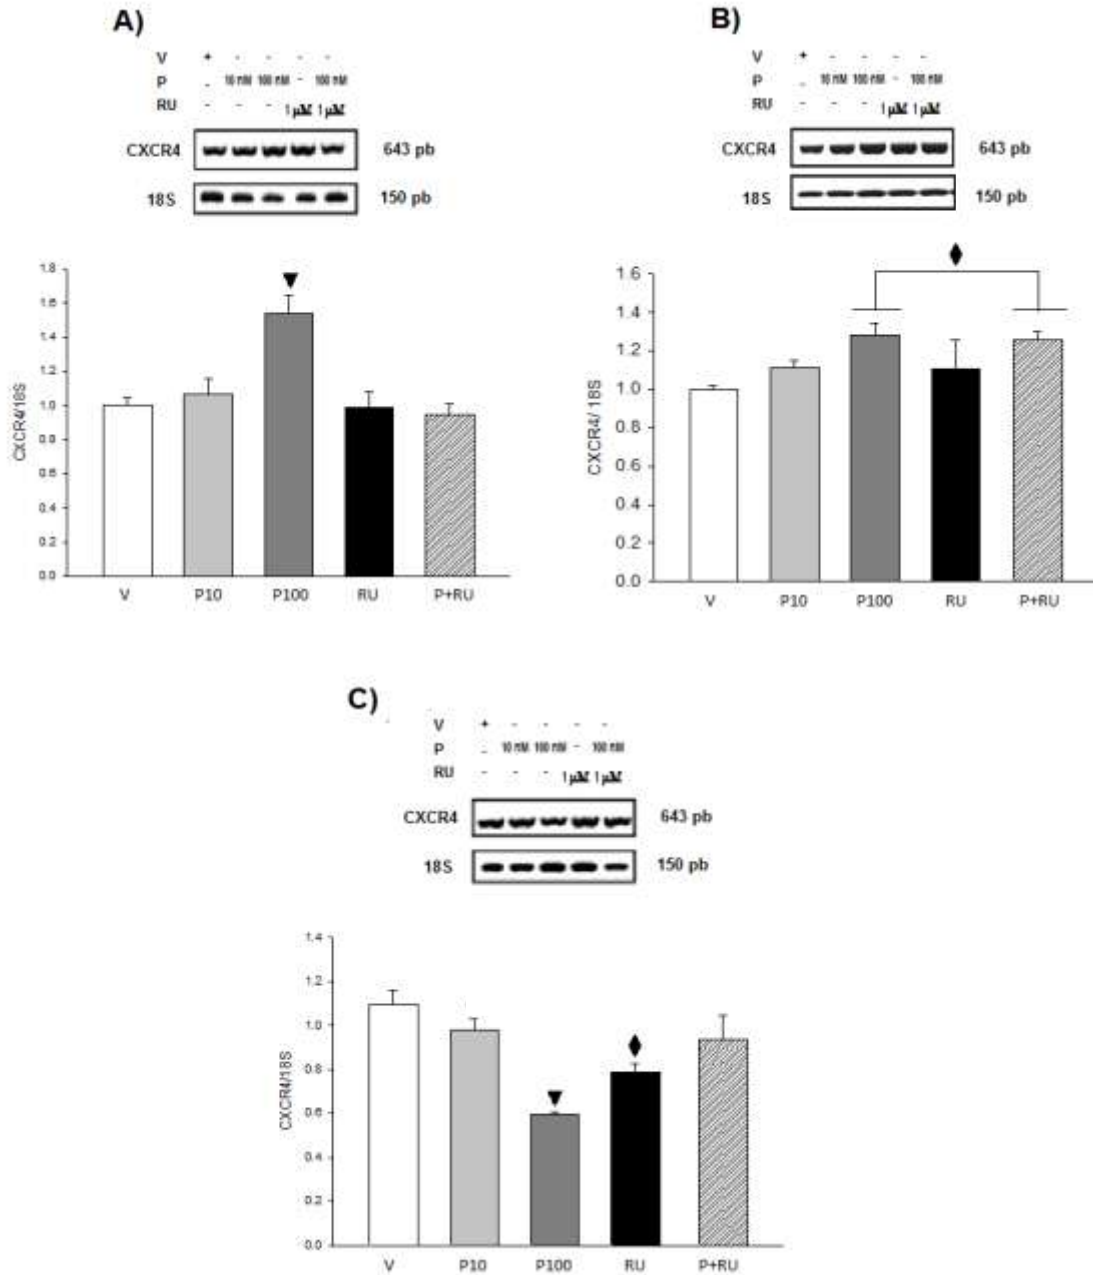 A)
V + - - - -
P - 10 nM 100 nM - 100 nM
RU - - - 1 µM 1 µM
CXCR4 643 pb
18S 150 pb
CXCR4/18S
1.8
1.6
1.4
1.2
1.0
0.8
0.6
0.4
0.2
0.0
V P10 P100 RU P+RU
B)
V + - - - -
P - 10 nM 100 nM - 100 nM
RU - - - 1 µM 1 µM
CXCR4 643 pb
18S 150 pb
CXCR4/ 18S
1.6
1.4
1.2
1.0
0.8
0.6
0.4
0.2
0.0
V P10 P100 RU P+RU
C)
V + - - - -
P - 10 nM 100 nM - 100 nM
RU - - - 1 µM 1 µM
CXCR4 643 pb
18S 150 pb
CXCR4/18S
1.4
1.2
1.0
0.8
0.6
0.4
0.2
0.0
V P10 P100 RU P+RU